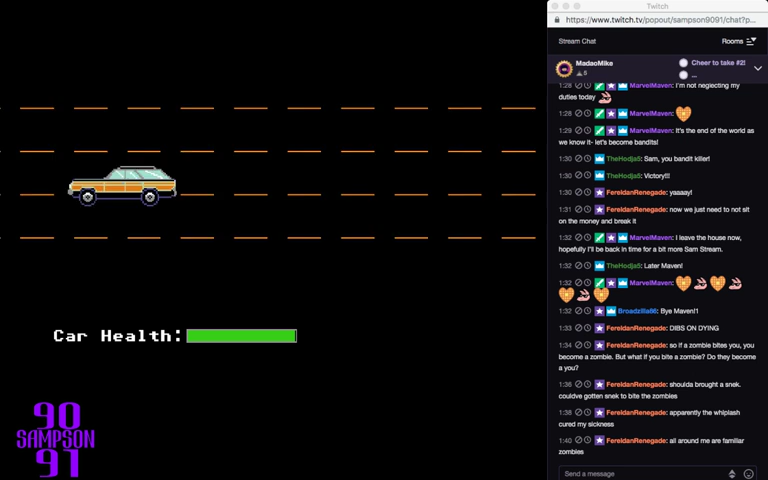 Twitch
https://www.twitch.tv/popout/sampson9091/chat?p...
Stream Chat
Rooms
MadaoMike
Cheer to take #2!
...
1:28 MarvelMaven: I'm not neglecting my
duties today
1:28 MarvelMaven:
1:29 MarvelMaven: It's the end of the world as
we know it- let's become bandits!
1:30 TheHodja5: Sam, you bandit killer!
1:30 TheHodja5: Victory!!!
1:30 FereldanRenegade: yaaaay!
1:31 FereldanRenegade: now we just need to not sit
on the money and break it
1:32 MarvelMaven: I leave the house now,
hopefully I'll be back in time for a bit more Sam Stream.
1:32 TheHodja5: Later Maven!
1:32 MarvelMaven:
1:32 Broadzilla66: Bye Maven!1
1:33 FereldanRenegade: DIBS ON DYING
1:34 FereldanRenegade: so if a zombie bites you, you
become a zombie. But what if you bite a zombie? Do they become
a you?
1:36 FereldanRenegade: shoulda brought a snek.
couldve gotten snek to bite the zombies
1:38 FereldanRenegade: apparently the whiplash
cured my sickness
1:40 FereldanRenegade: all around me are familiar
zombies
Send a message
Car Health:
90
SAMPSON
91